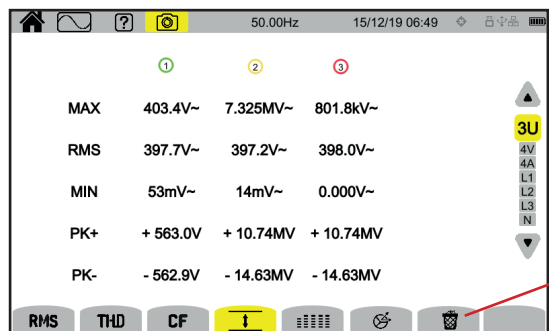 ? 50.00Hz 15/12/19 06:49
1 2 3
MAX 403.4V~ 7.325MV~ 801.8kV~
3U
RMS 397.7V~ 397.2V~ 398.0V~
4V
4A
L1
MIN 53mV~ 14mV~ 0.000V~
L2
L3
N
PK+ + 563.0V + 10.74MV + 10.74MV
PK- - 562.9V - 14.63MV - 14.63MV
RMS THD CF